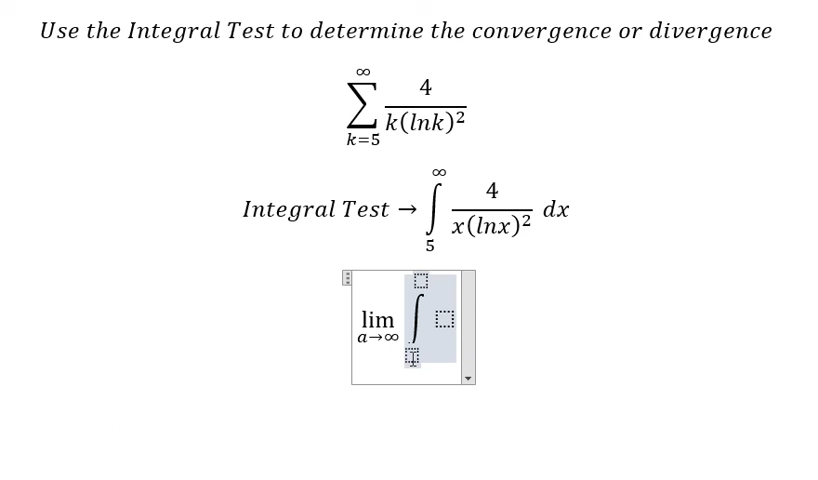 Use the Integral Test to determine the convergence or divergence
∞
∑ 4 / k(lnk)²
k=5
Integral Test → ∫₅^∞ 4 / x(lnx)² dx
lim ∫
a→∞